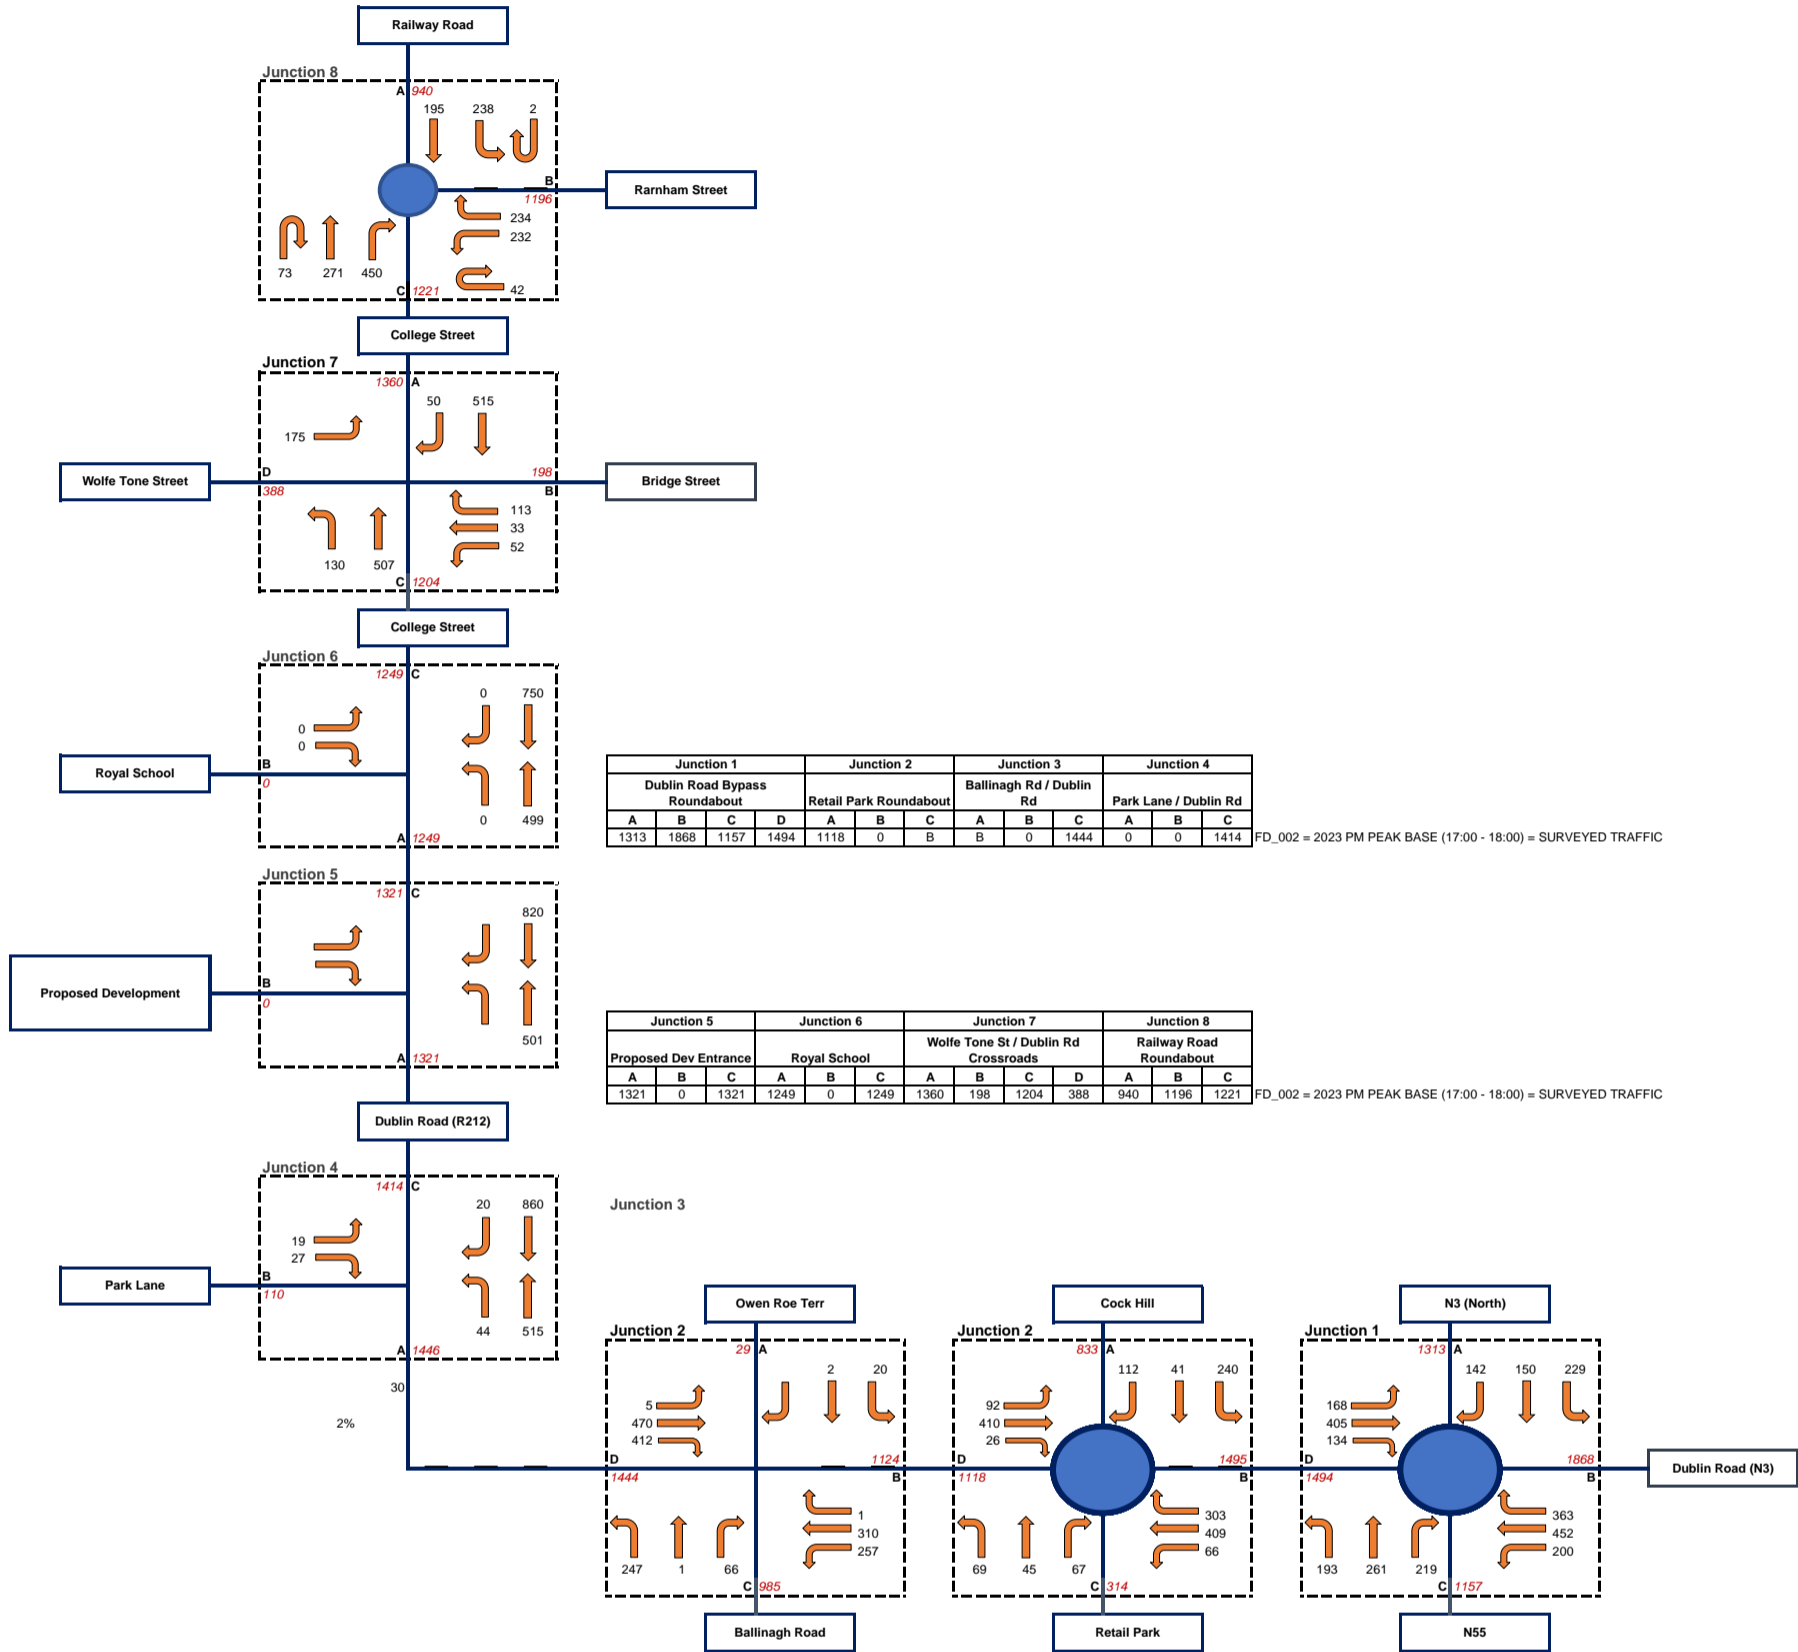 Railway Road
Junction 8
A 940
195 238 2
B
1196
Rarnham Street
234
232
73 271 450
42
C 1221
College Street
Junction 7
1360 A
50 515
175
D
388
Wolfe Tone Street
198
B
Bridge Street
113
33
52
130 507
C 1204
College Street
Junction 6
1249 C
0 750
0
0
B
0
Royal School
0 499
A 1249
Junction 1 Junction 2 Junction 3 Junction 4
Dublin Road Bypass Roundabout Retail Park Roundabout Ballinagh Rd / Dublin Rd Park Lane / Dublin Rd
A B C D A B C A B C A B C
1313 1868 1157 1494 1118 0 B B 0 1444 0 0 1414 FD_002 = 2023 PM PEAK BASE (17:00 - 18:00) = SURVEYED TRAFFIC
Junction 5
1321 C
820
B
0
Proposed Development
501
A 1321
Junction 5 Junction 6 Junction 7 Junction 8
Proposed Dev Entrance Royal School Wolfe Tone St / Dublin Rd Crossroads Railway Road Roundabout
A B C A B C A B C D A B C
1321 0 1321 1249 0 1249 1360 198 1204 388 940 1196 1221 FD_002 = 2023 PM PEAK BASE (17:00 - 18:00) = SURVEYED TRAFFIC
Dublin Road (R212)
Junction 4
1414 C
20 860
19
27
B
110
Park Lane
44 515
A 1446
30
2%
Junction 3
Owen Roe Terr
Junction 2
29 A
2 20
5
470
412
D
1444
1124
B
1
310
257
247 1 66
C 985
Ballinagh Road
Cock Hill
Junction 2
833 A
112 41 240
92
410
26
D
1118
1495
B
303
409
66
69 45 67
C 314
Retail Park
N3 (North)
Junction 1
1313 A
142 150 229
168
405
134
D
1494
1868
B
Dublin Road (N3)
363
452
200
193 261 219
C 1157
N55